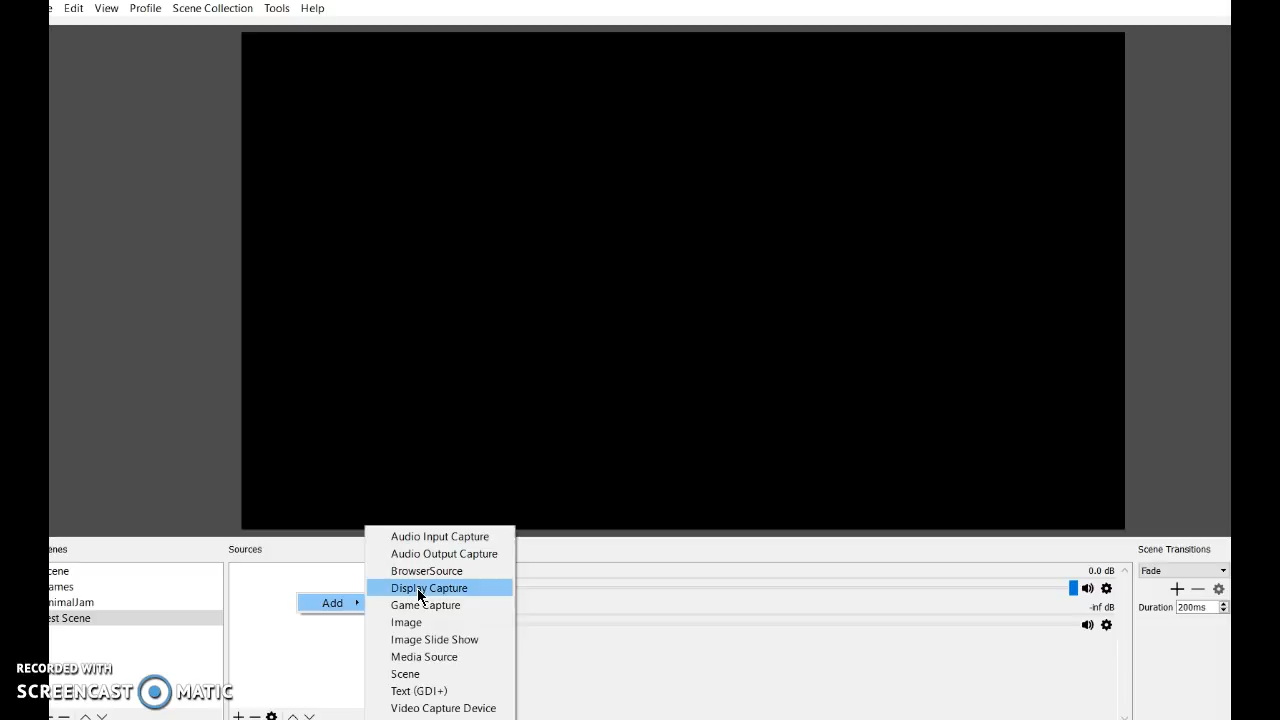 e Edit View Profile Scene Collection Tools Help
enes
cene
ames
nimalJam
est Scene
Sources
Add
Audio Input Capture
Audio Output Capture
BrowserSource
Display Capture
Game Capture
Image
Image Slide Show
Media Source
Scene
Text (GDI+)
Video Capture Device
0.0 dB
-inf dB
Scene Transitions
Fade
Duration 200ms
RECORDED WITH
SCREENCAST MATIC